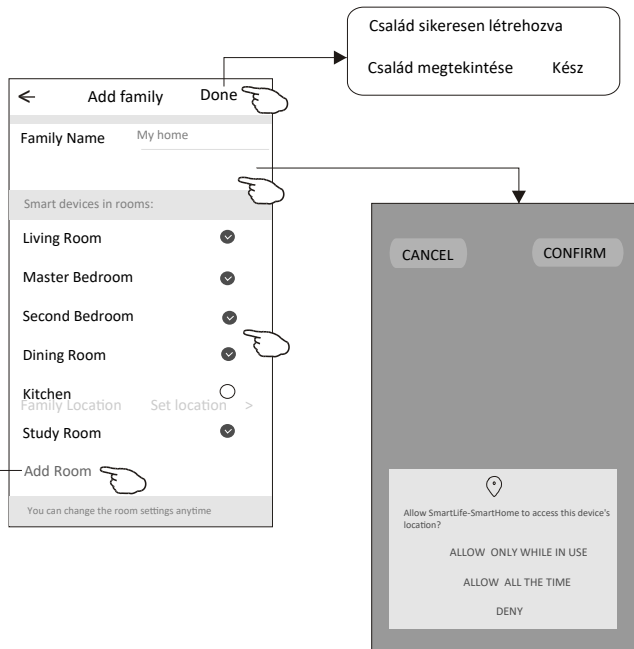 Család sikeresen létrehozva
Család megtekintése Kész
Add family Done
Family Name My home
Smart devices in rooms:
Living Room
Master Bedroom
Second Bedroom
Dining Room
Kitchen
Family Location Set location >
Study Room
Add Room
You can change the room settings anytime
CANCEL CONFIRM
Allow SmartLife-SmartHome to access this device's
location?
ALLOW ONLY WHILE IN USE
ALLOW ALL THE TIME
DENY